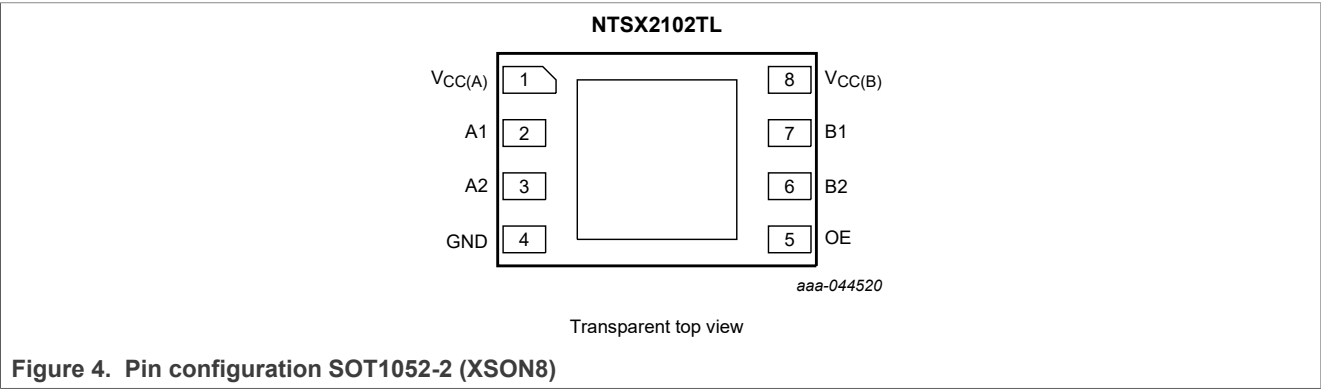 NTSX2102TL
VCC(A) 1 8 VCC(B)
A1 2 7 B1
A2 3 6 B2
GND 4 5 OE
aaa-044520
Transparent top view
Figure 4. Pin configuration SOT1052-2 (XSON8)